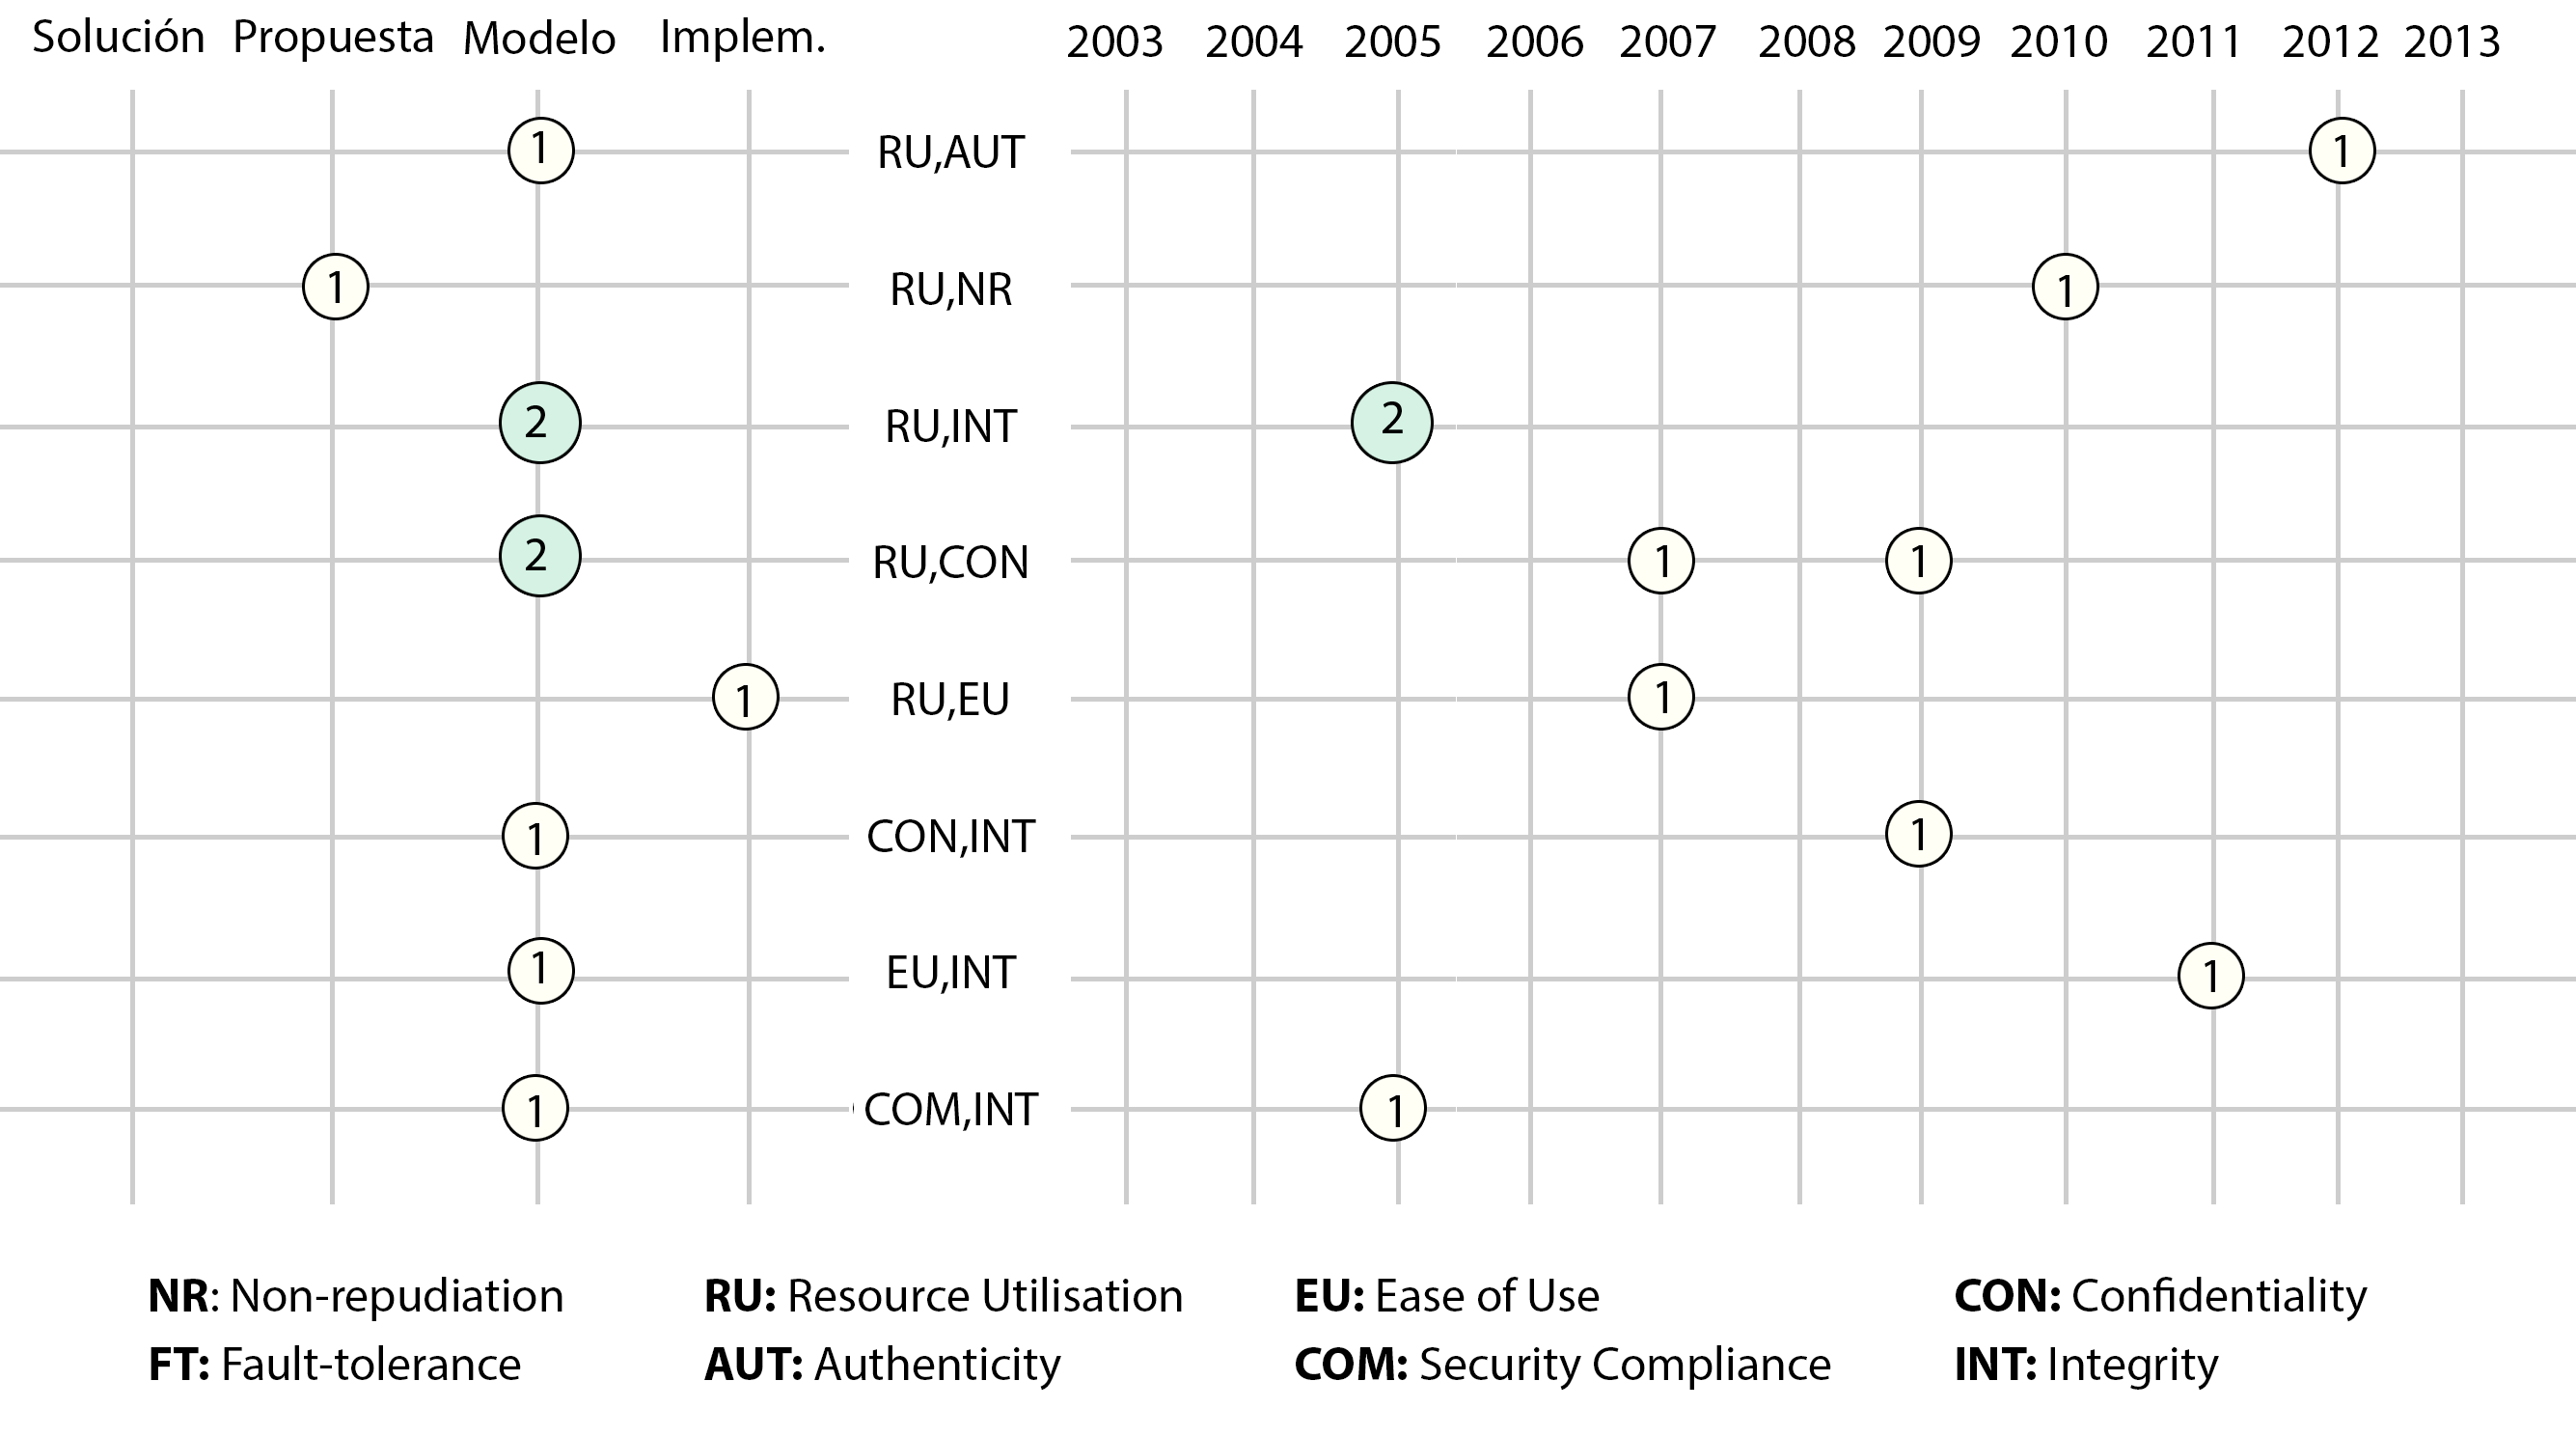 Solución Propuesta Modelo Implem. 2003 2004 2005 2006 2007 2008 2009 2010 2011 2012 2013
1 RU,AUT 1
1 RU,NR 1
2 RU,INT 2
2 RU,CON 1 1
1 RU,EU 1
1 CON,INT 1
1 EU,INT 1
1 COM,INT 1
NR: Non-repudiation RU: Resource Utilisation EU: Ease of Use CON: Confidentiality
FT: Fault-tolerance AUT: Authenticity COM: Security Compliance INT: Integrity